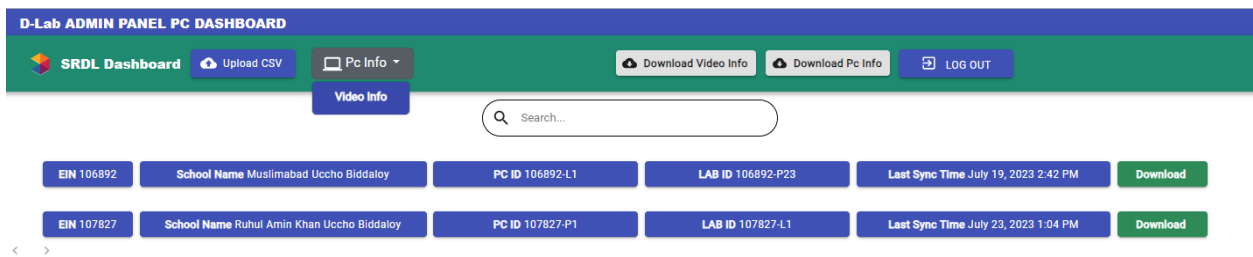 D-Lab ADMIN PANEL PC DASHBOARD
SRDL Dashboard Upload CSV Pc Info Download Video Info Download Pc Info LOG OUT
Video Info
Search...
EIN 106892 School Name Muslimabad Uccho Biddaloy PC ID 106892-L1 LAB ID 106892-P23 Last Sync Time July 19, 2023 2:42 PM Download
EIN 107827 School Name Ruhul Amin Khan Uccho Biddaloy PC ID 107827-P1 LAB ID 107827-L1 Last Sync Time July 23, 2023 1:04 PM Download